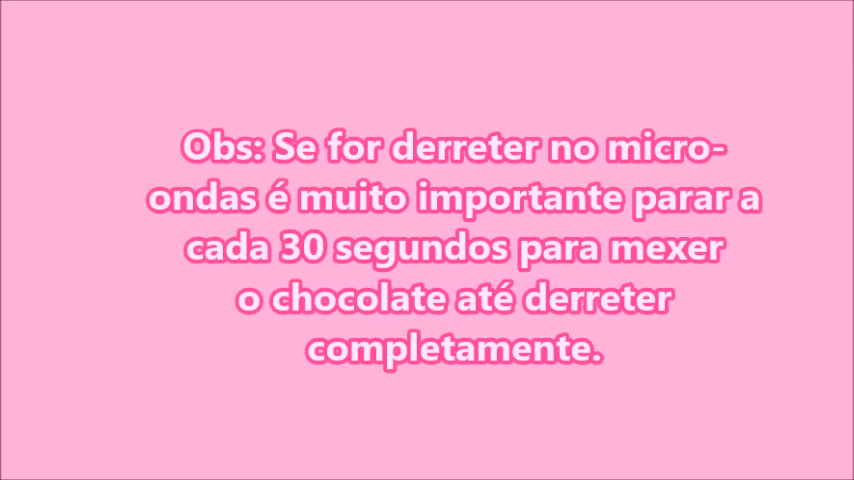 Obs: Se for derreter no micro-
ondas é muito importante parar a
cada 30 segundos para mexer
o chocolate até derreter
completamente.